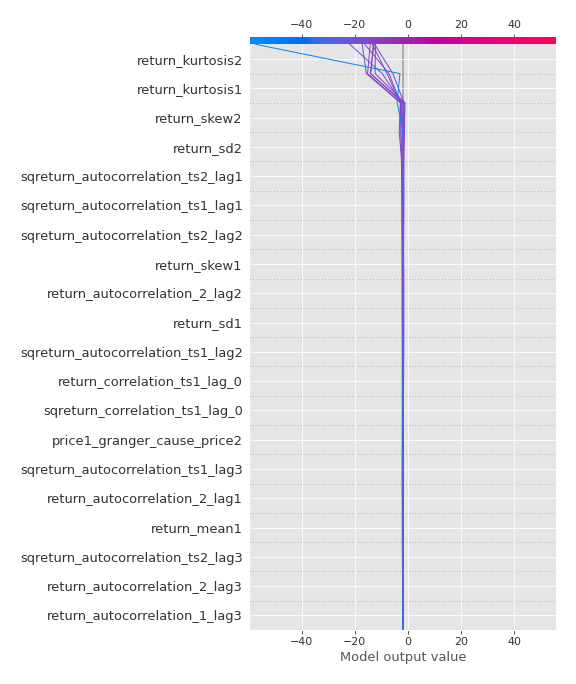 −40 −20 0 20 40
return_kurtosis2
return_kurtosis1
return_skew2
return_sd2
sqreturn_autocorrelation_ts2_lag1
sqreturn_autocorrelation_ts1_lag1
sqreturn_autocorrelation_ts2_lag2
return_skew1
return_autocorrelation_2_lag2
return_sd1
sqreturn_autocorrelation_ts1_lag2
return_correlation_ts1_lag_0
sqreturn_correlation_ts1_lag_0
price1_granger_cause_price2
sqreturn_autocorrelation_ts1_lag3
return_autocorrelation_2_lag1
return_mean1
sqreturn_autocorrelation_ts2_lag3
return_autocorrelation_2_lag3
return_autocorrelation_1_lag3
−40 −20 0 20 40
Model output value